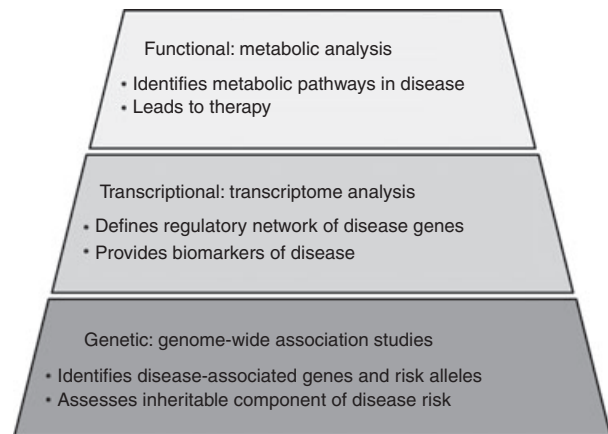 Functional: metabolic analysis
• Identifies metabolic pathways in disease
• Leads to therapy
Transcriptional: transcriptome analysis
• Defines regulatory network of disease genes
• Provides biomarkers of disease
Genetic: genome-wide association studies
• Identifies disease-associated genes and risk alleles
• Assesses inheritable component of disease risk